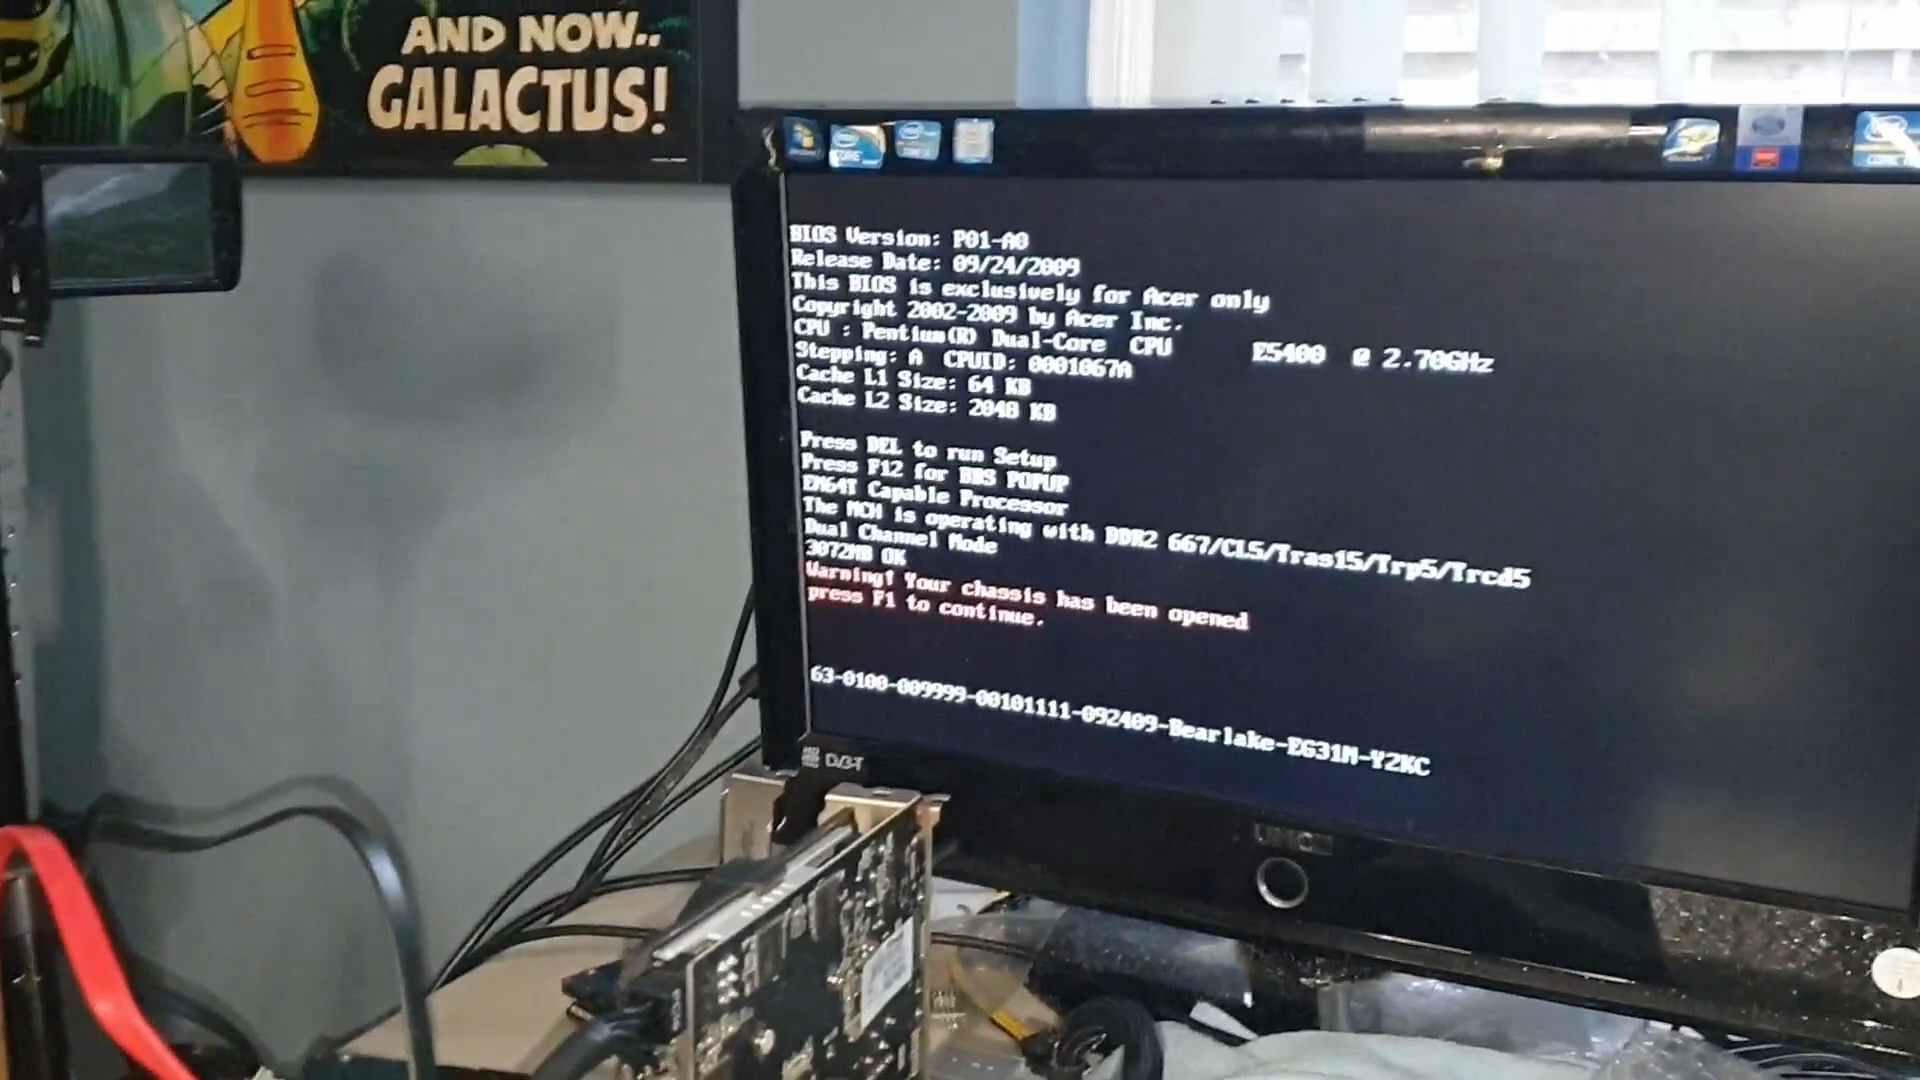 AND NOW..
GALACTUS!
BIOS Version: P01-A0
Release Date: 09/24/2009
This BIOS is exclusively for Acer only
Copyright 2002-2009 by Acer Inc.
CPU : Pentium(R) Dual-Core CPU E5400 @ 2.70GHz
Stepping: A CPUID: 0001067A
Cache L1 Size: 64 KB
Cache L2 Size: 2048 KB
Press DEL to run Setup
Press F12 for BBS POPUP
EM64T Capable Processor
The MCH is operating with DDR2 667/CL5/Tras15/Trp5/Trcd5
Dual Channel Mode
3072MB OK
Warning! Your chassis has been opened
press F1 to continue.
63-0100-009999-00101111-092409-Bearlake-EG31M-Y2KC
DVB-T